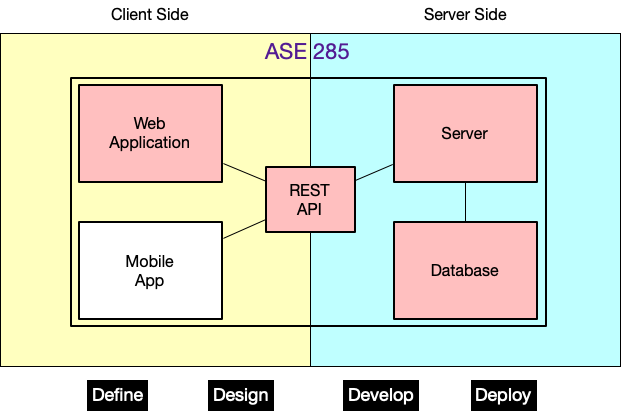 Client Side
Server Side
ASE 285
Web
Application
Server
REST
API
Mobile
App
Database
Define
Design
Develop
Deploy